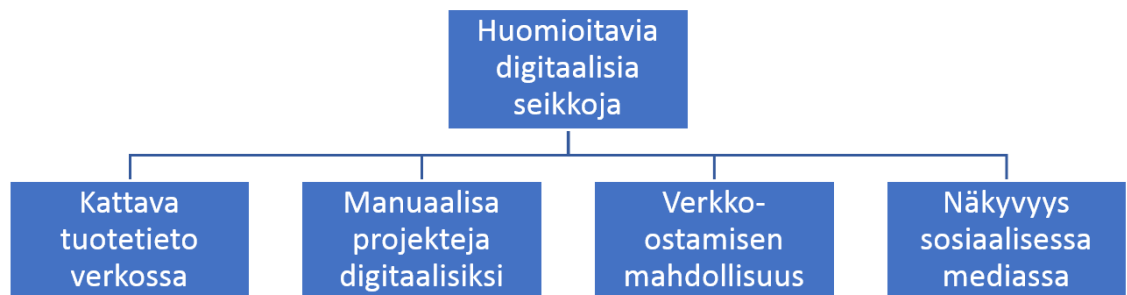 Huomioitavia
digitaalisia
seikkoja
Kattava
tuotetieto
verkossa
Manuaalisa
projekteja
digitaalisiksi
Verkko-
ostamisen
mahdollisuus
Näkyvyys
sosiaalisessa
mediassa